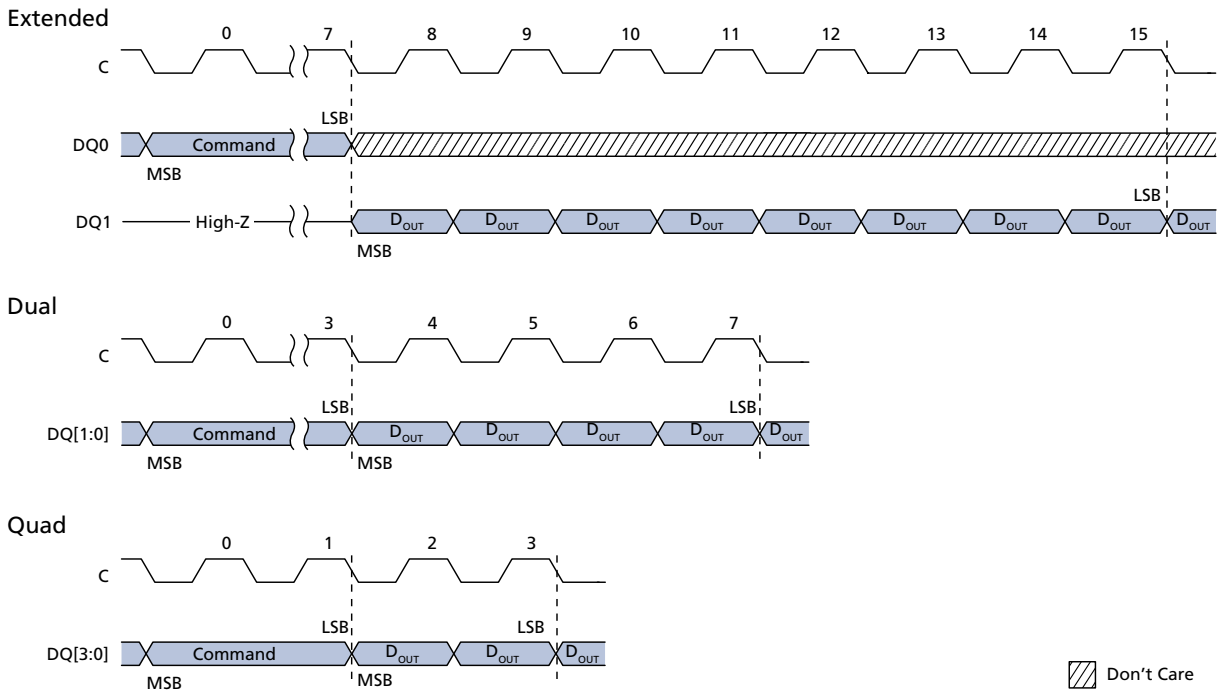 Extended
0 7 8 9 10 11 12 13 14 15
C
LSB
DQ0 Command
MSB
LSB
DQ1 High-Z DOUT DOUT DOUT DOUT DOUT DOUT DOUT DOUT DOUT
MSB
Dual
0 3 4 5 6 7
C
LSB LSB
DQ[1:0] Command DOUT DOUT DOUT DOUT DOUT
MSB MSB
Quad
0 1 2 3
C
LSB LSB
DQ[3:0] Command DOUT DOUT DOUT
MSB MSB
Don't Care